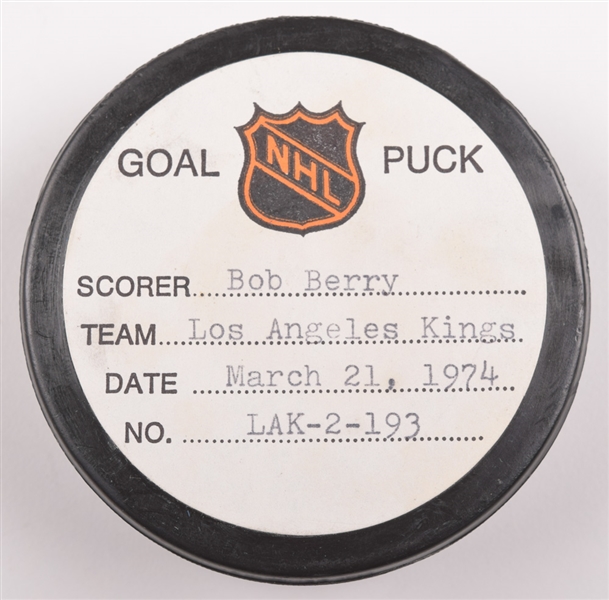 GOAL NHL PUCK
SCORER Bob Berry
TEAM Los Angeles Kings
DATE March 21, 1974
NO. LAK-2-193